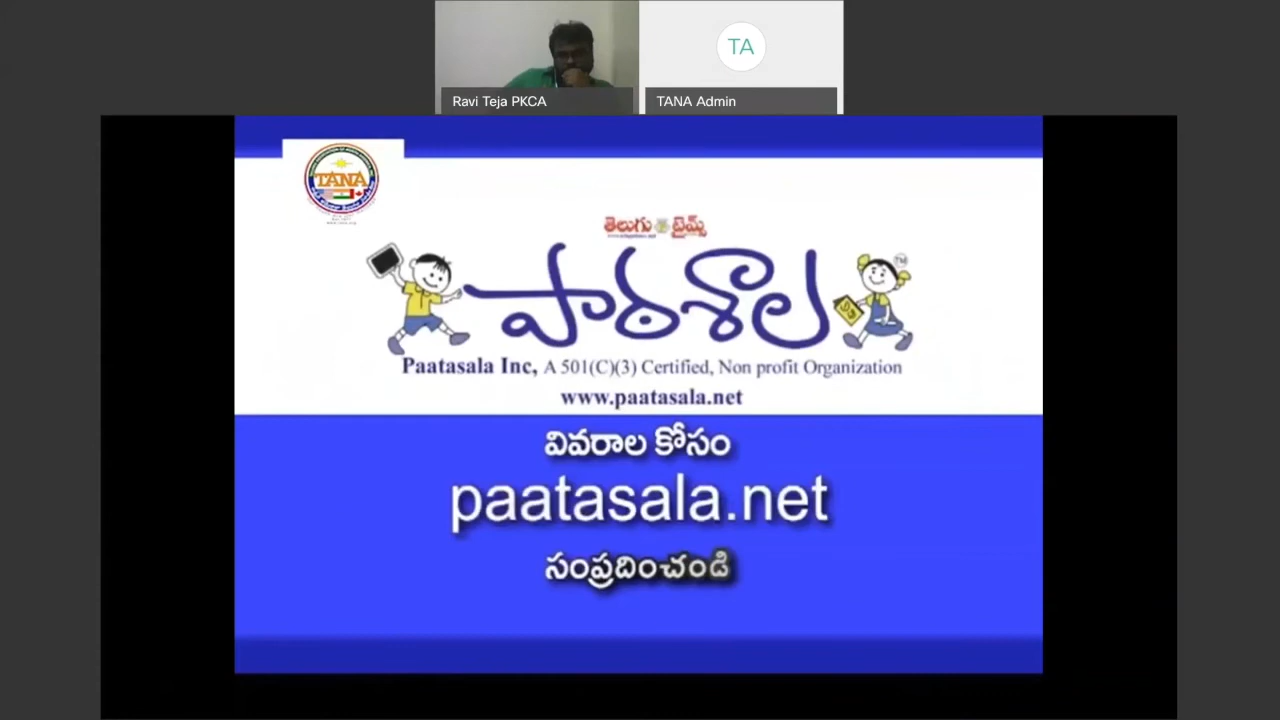 TA
Ravi Teja PKCA
TANA Admin
TANA
తెలుగు టైమ్స్
పాఠశాల
TM
Paatasala Inc, A 501(C)(3) Certified, Non profit Organization
www.paatasala.net
వివరాల కోసం
paatasala.net
సంప్రదించండి